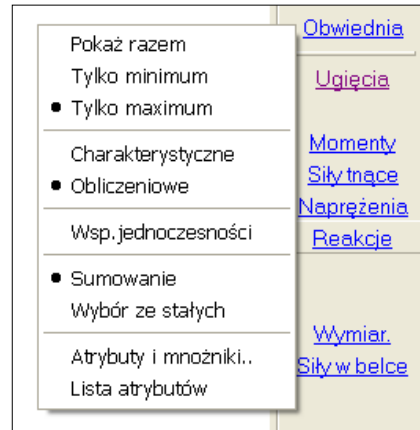 Pokaż razem
Tylko minimum
Tylko maximum
Charakterystyczne
Obliczeniowe
Wsp.jednoczesności
Sumowanie
Wybór ze stałych
Atrybuty i mnożniki..
Lista atrybutów
Obwiednia
Ugięcia
Momenty
Siły tnące
Naprężenia
Reakcje
Wymiar.
Siły w belce